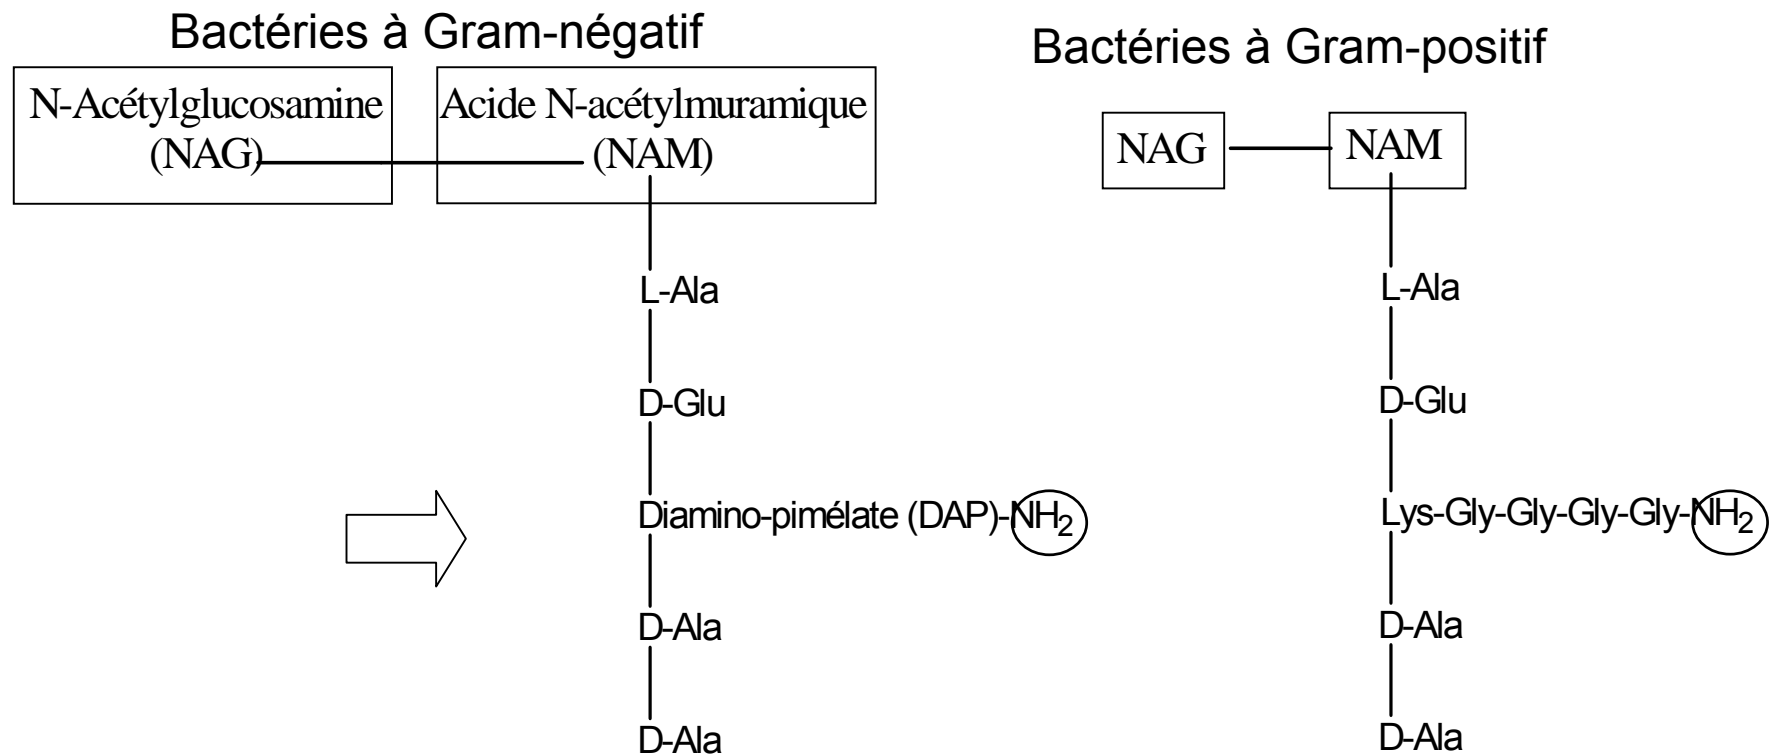 Bactéries à Gram-négatif
N-Acétylglucosamine
(NAG)
Acide N-acétylmuramique
(NAM)
L-Ala
D-Glu
Diamino-pimélate (DAP)-NH2
D-Ala
D-Ala
Bactéries à Gram-positif
NAG
NAM
L-Ala
D-Glu
Lys-Gly-Gly-Gly-Gly-NH2
D-Ala
D-Ala